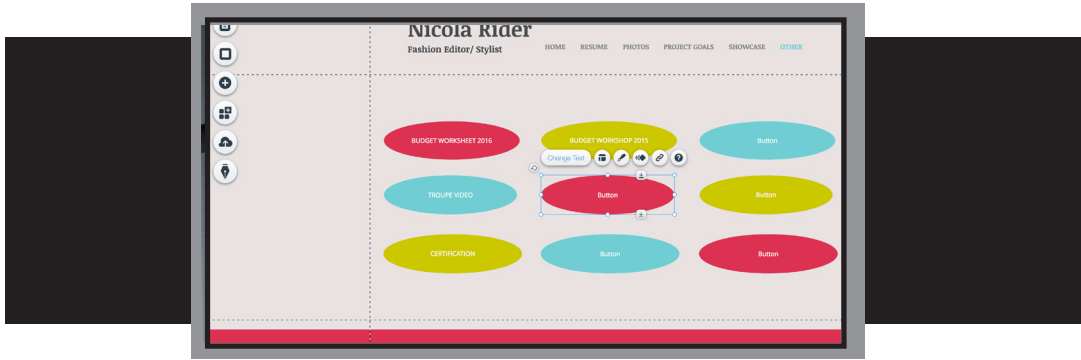 Nicola Rider
Fashion Editor/ Stylist
HOME RESUME PHOTOS PROJECT GOALS SHOWCASE OTHER
BUDGET WORKSHEET 2016 BUDGET WORKSHOP 2015 Button
Change Text
TROUPE VIDEO Button Button
CERTIFICATION Button Button